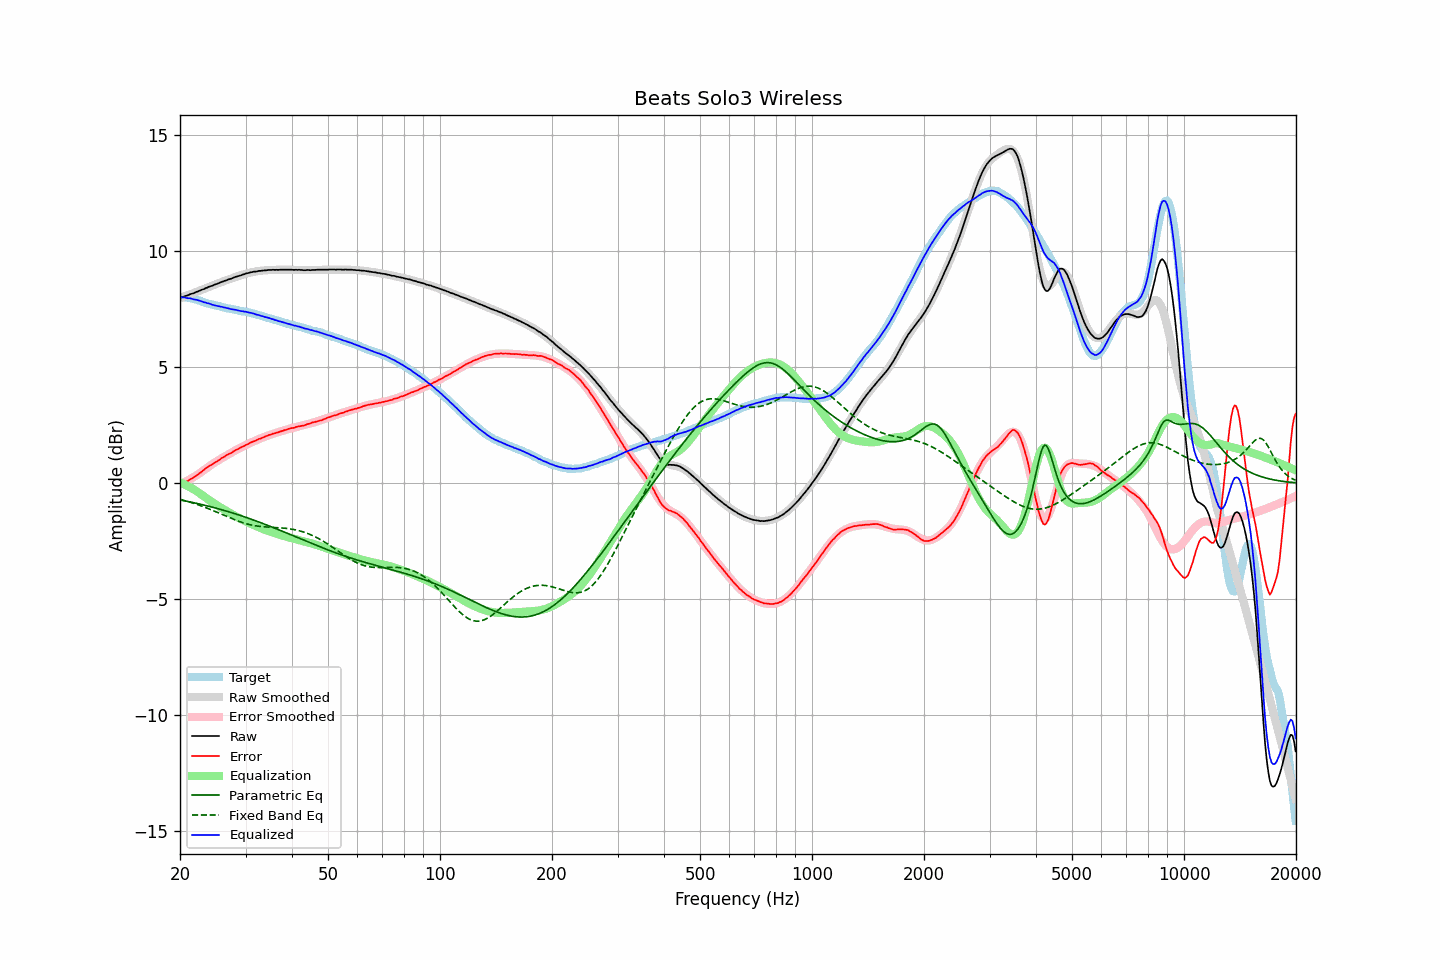 Beats Solo3 Wireless
Amplitude (dBr)
15
10
5
0
−5
−10
−15
Target
Raw Smoothed
Error Smoothed
Raw
Error
Equalization
Parametric Eq
Fixed Band Eq
Equalized
20 50 100 200 500 1000 2000 5000 10000 20000
Frequency (Hz)